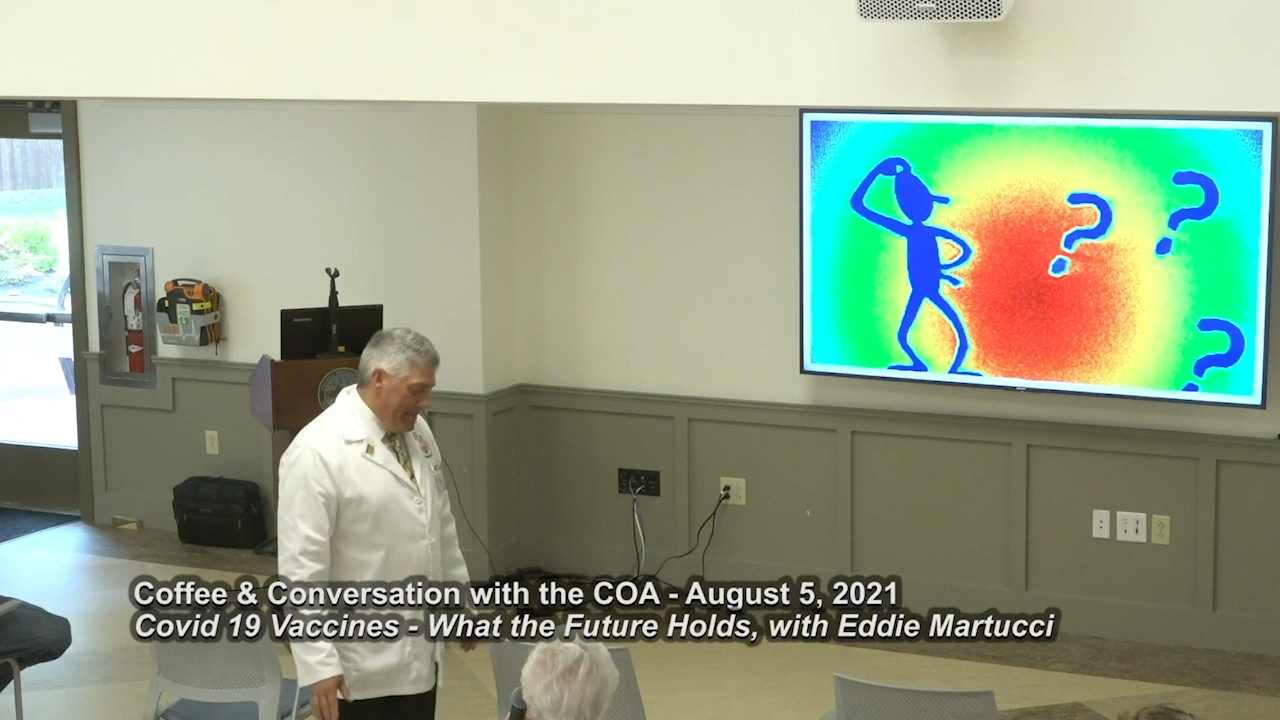 Coffee & Conversation with the COA - August 5, 2021
Covid 19 Vaccines - What the Future Holds, with Eddie Martucci
? ? ?